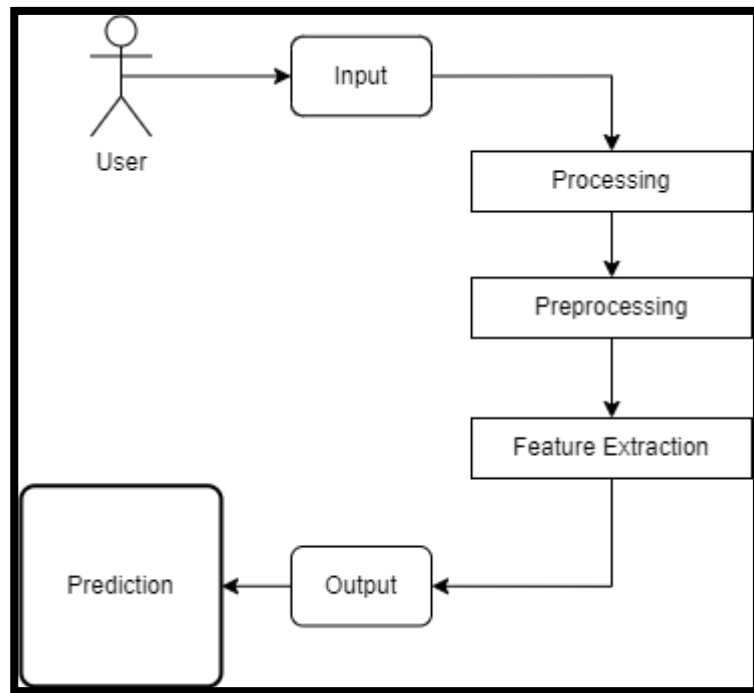 Input
User
Processing
Preprocessing
Feature Extraction
Output
Prediction